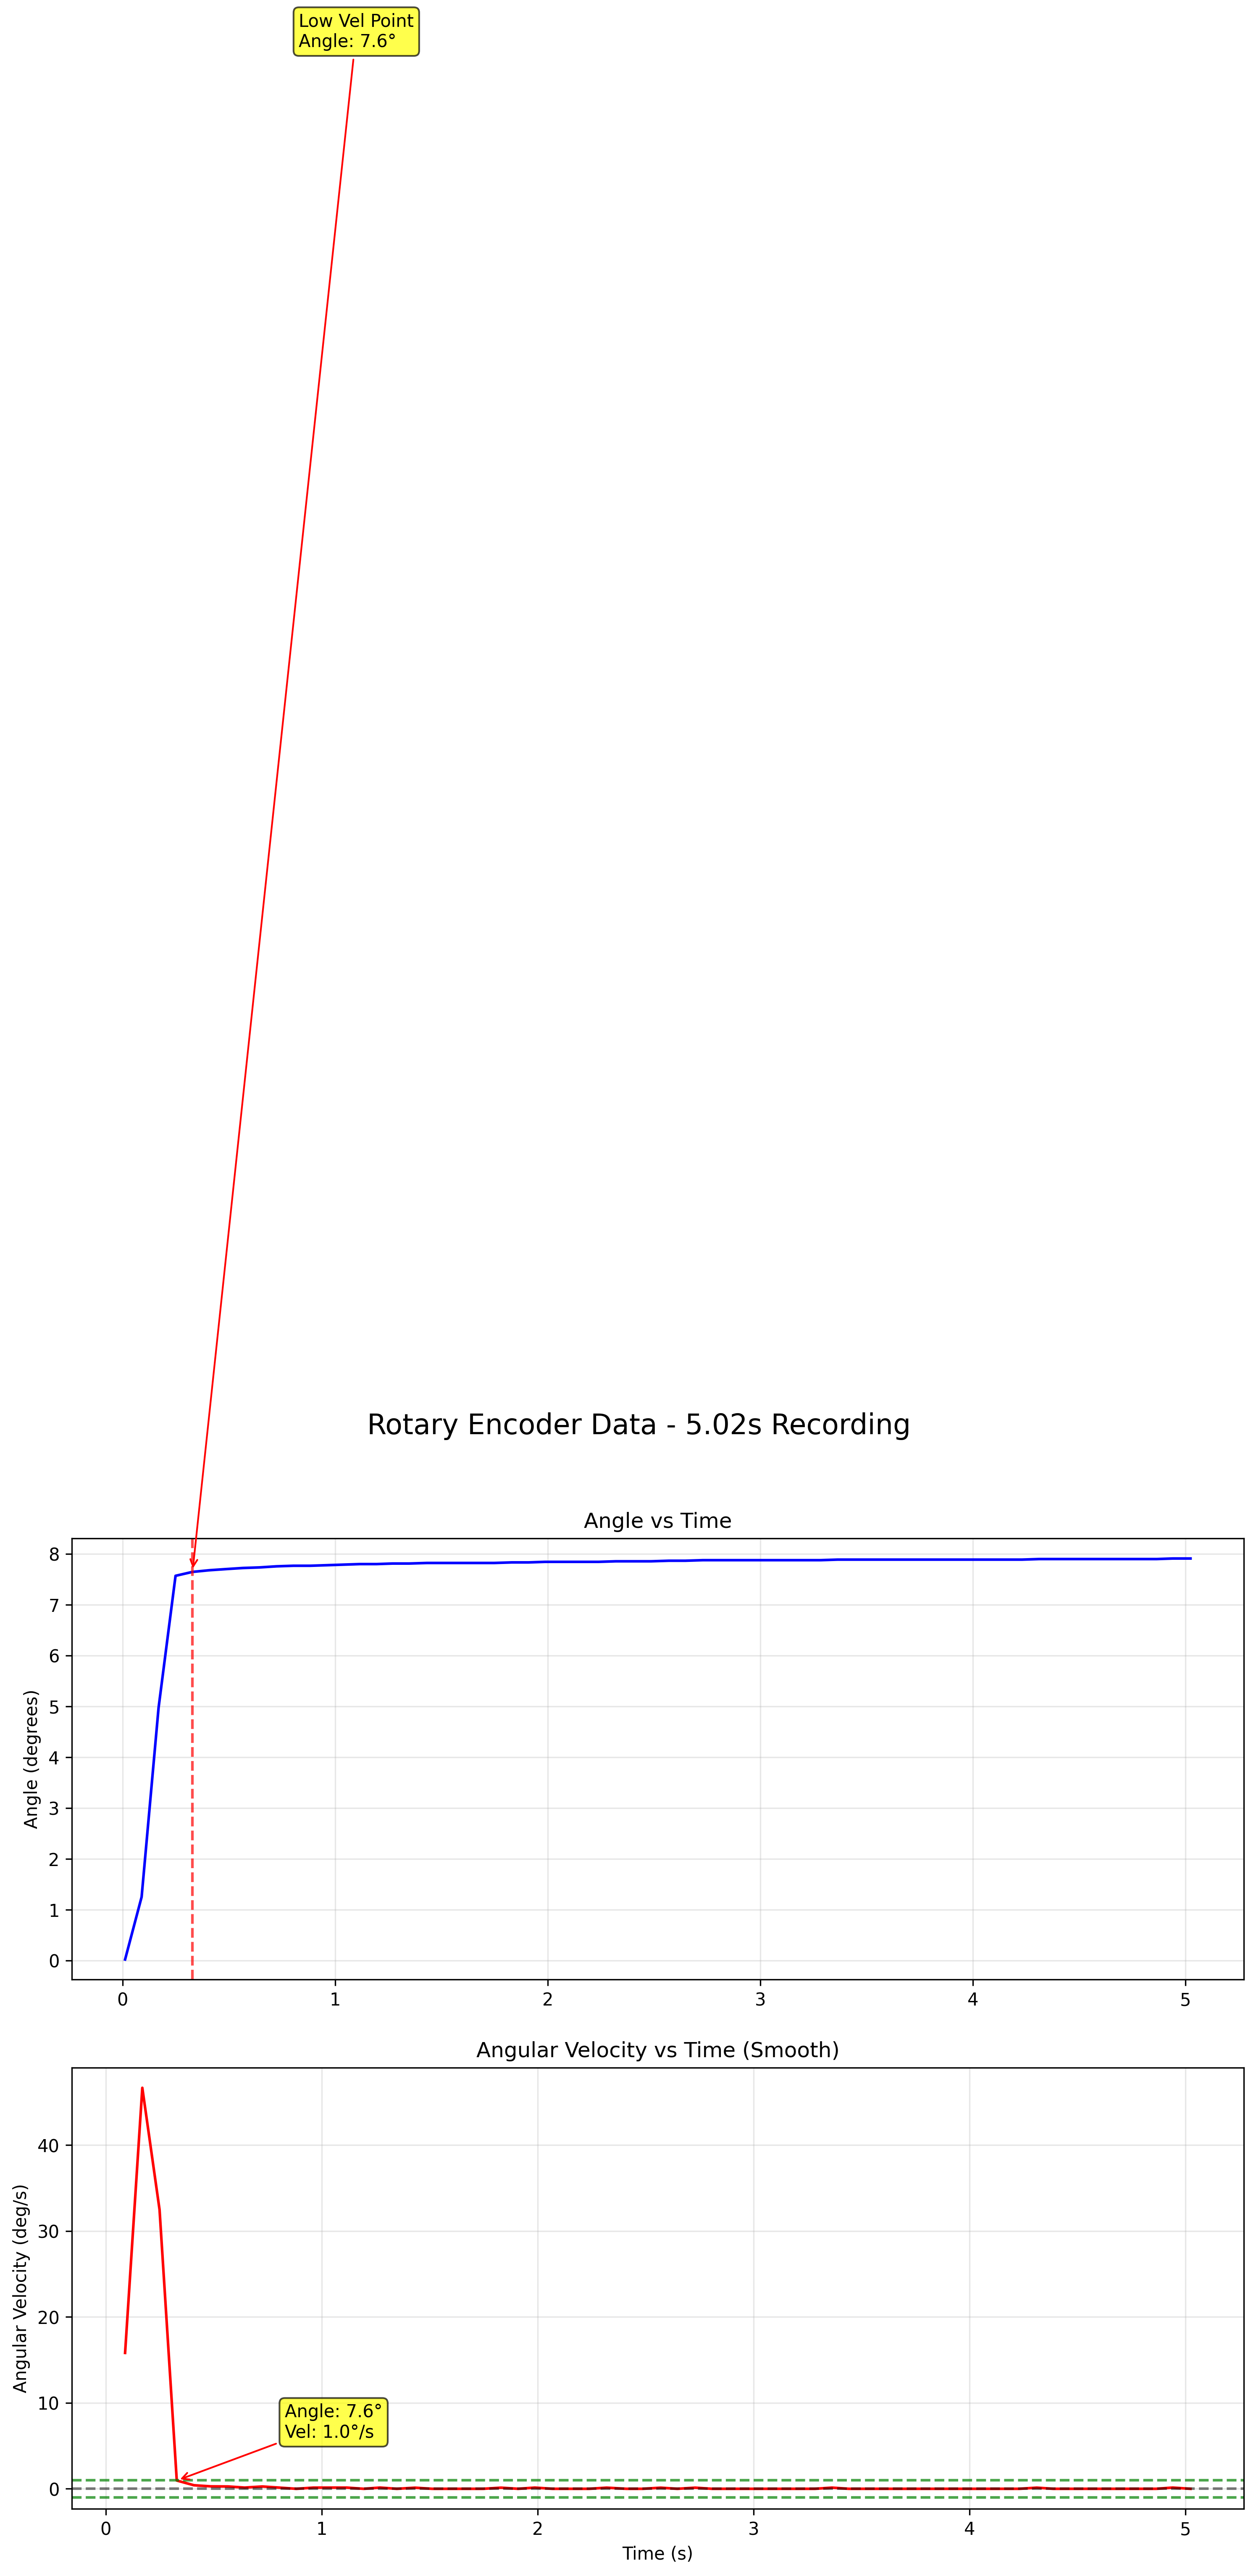 Low Vel Point
Angle: 7.6°
Rotary Encoder Data - 5.02s Recording
Angle vs Time
Angle (degrees)
8
7
6
5
4
3
2
1
0
0 1 2 3 4 5
Angular Velocity vs Time (Smooth)
Angular Velocity (deg/s)
40
30
20
10
0
Angle: 7.6°
Vel: 1.0°/s
0 1 2 3 4 5
Time (s)